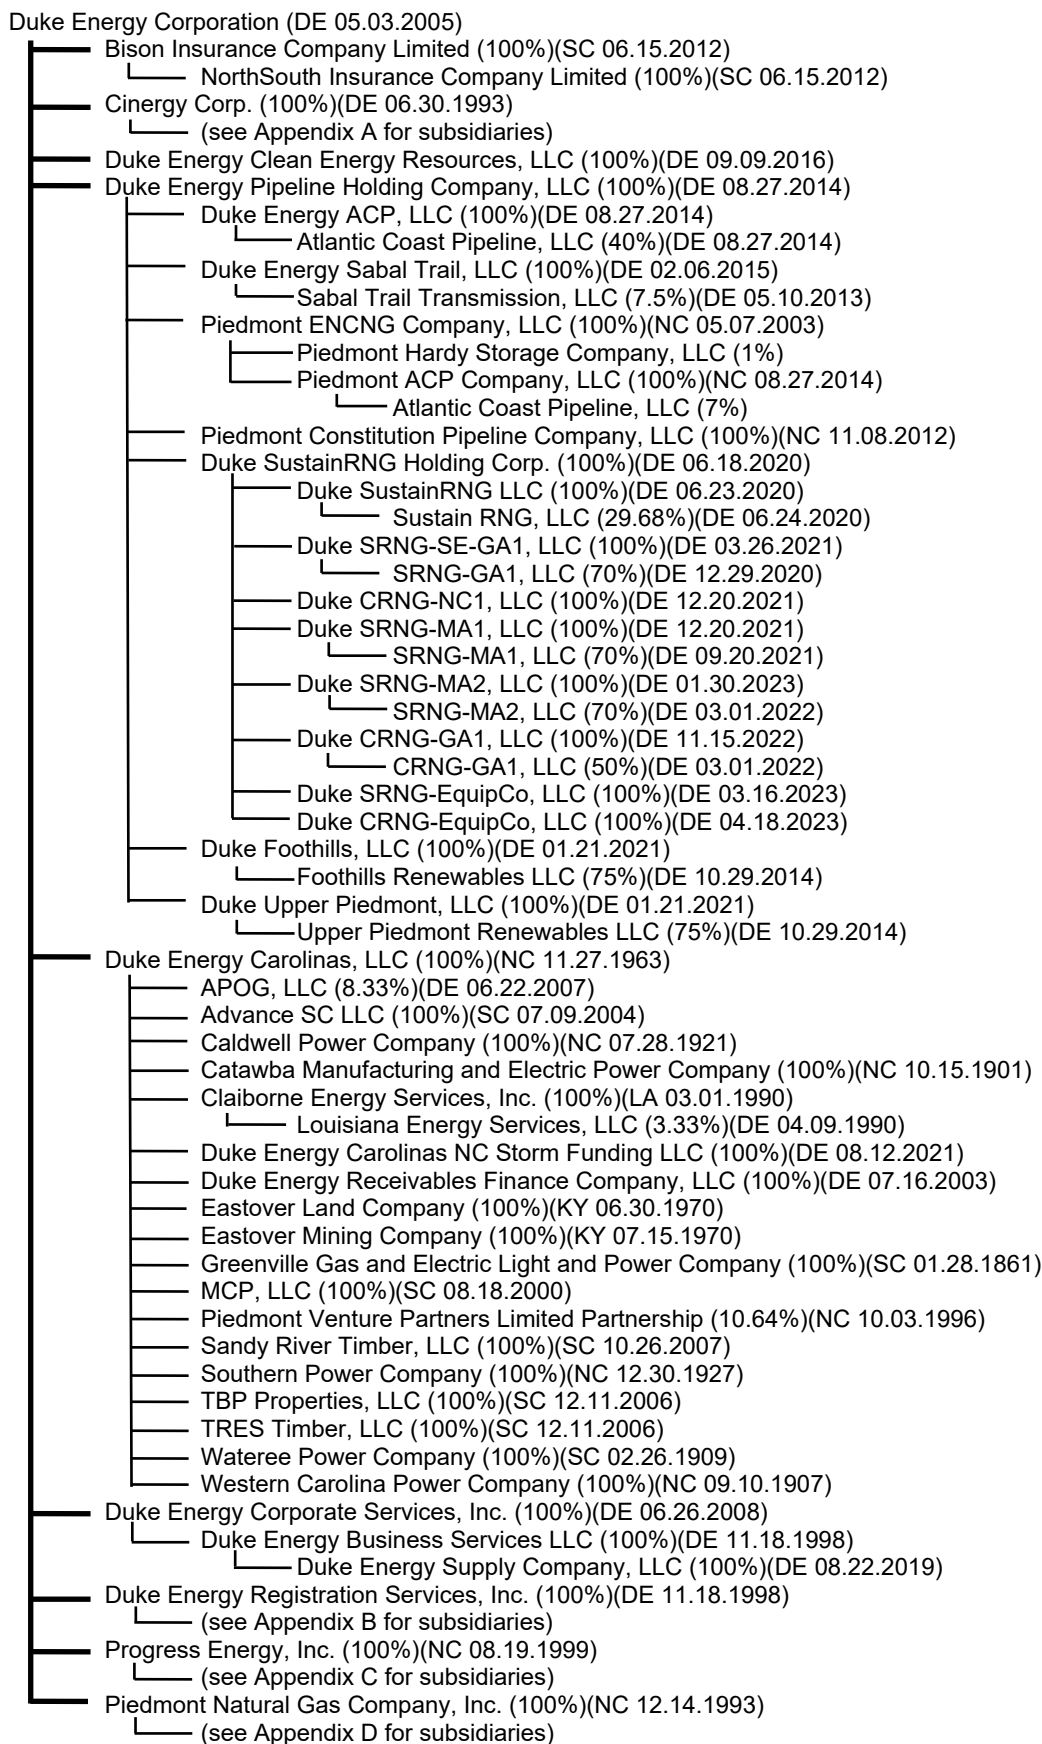 Duke Energy Corporation (DE 05.03.2005)
Bison Insurance Company Limited (100%)(SC 06.15.2012)
NorthSouth Insurance Company Limited (100%)(SC 06.15.2012)
Cinergy Corp. (100%)(DE 06.30.1993)
(see Appendix A for subsidiaries)
Duke Energy Clean Energy Resources, LLC (100%)(DE 09.09.2016)
Duke Energy Pipeline Holding Company, LLC (100%)(DE 08.27.2014)
Duke Energy ACP, LLC (100%)(DE 08.27.2014)
Atlantic Coast Pipeline, LLC (40%)(DE 08.27.2014)
Duke Energy Sabal Trail, LLC (100%)(DE 02.06.2015)
Sabal Trail Transmission, LLC (7.5%)(DE 05.10.2013)
Piedmont ENCNG Company, LLC (100%)(NC 05.07.2003)
Piedmont Hardy Storage Company, LLC (1%)
Piedmont ACP Company, LLC (100%)(NC 08.27.2014)
Atlantic Coast Pipeline, LLC (7%)
Piedmont Constitution Pipeline Company, LLC (100%)(NC 11.08.2012)
Duke SustainRNG Holding Corp. (100%)(DE 06.18.2020)
Duke SustainRNG LLC (100%)(DE 06.23.2020)
Sustain RNG, LLC (29.68%)(DE 06.24.2020)
Duke SRNG-SE-GA1, LLC (100%)(DE 03.26.2021)
SRNG-GA1, LLC (70%)(DE 12.29.2020)
Duke CRNG-NC1, LLC (100%)(DE 12.20.2021)
Duke SRNG-MA1, LLC (100%)(DE 12.20.2021)
SRNG-MA1, LLC (70%)(DE 09.20.2021)
Duke SRNG-MA2, LLC (100%)(DE 01.30.2023)
SRNG-MA2, LLC (70%)(DE 03.01.2022)
Duke CRNG-GA1, LLC (100%)(DE 11.15.2022)
CRNG-GA1, LLC (50%)(DE 03.01.2022)
Duke SRNG-EquipCo, LLC (100%)(DE 03.16.2023)
Duke CRNG-EquipCo, LLC (100%)(DE 04.18.2023)
Duke Foothills, LLC (100%)(DE 01.21.2021)
Foothills Renewables LLC (75%)(DE 10.29.2014)
Duke Upper Piedmont, LLC (100%)(DE 01.21.2021)
Upper Piedmont Renewables LLC (75%)(DE 10.29.2014)
Duke Energy Carolinas, LLC (100%)(NC 11.27.1963)
APOG, LLC (8.33%)(DE 06.22.2007)
Advance SC LLC (100%)(SC 07.09.2004)
Caldwell Power Company (100%)(NC 07.28.1921)
Catawba Manufacturing and Electric Power Company (100%)(NC 10.15.1901)
Claiborne Energy Services, Inc. (100%)(LA 03.01.1990)
Louisiana Energy Services, LLC (3.33%)(DE 04.09.1990)
Duke Energy Carolinas NC Storm Funding LLC (100%)(DE 08.12.2021)
Duke Energy Receivables Finance Company, LLC (100%)(DE 07.16.2003)
Eastover Land Company (100%)(KY 06.30.1970)
Eastover Mining Company (100%)(KY 07.15.1970)
Greenville Gas and Electric Light and Power Company (100%)(SC 01.28.1861)
MCP, LLC (100%)(SC 08.18.2000)
Piedmont Venture Partners Limited Partnership (10.64%)(NC 10.03.1996)
Sandy River Timber, LLC (100%)(SC 10.26.2007)
Southern Power Company (100%)(NC 12.30.1927)
TBP Properties, LLC (100%)(SC 12.11.2006)
TRES Timber, LLC (100%)(SC 12.11.2006)
Wateree Power Company (100%)(SC 02.26.1909)
Western Carolina Power Company (100%)(NC 09.10.1907)
Duke Energy Corporate Services, Inc. (100%)(DE 06.26.2008)
Duke Energy Business Services LLC (100%)(DE 11.18.1998)
Duke Energy Supply Company, LLC (100%)(DE 08.22.2019)
Duke Energy Registration Services, Inc. (100%)(DE 11.18.1998)
(see Appendix B for subsidiaries)
Progress Energy, Inc. (100%)(NC 08.19.1999)
(see Appendix C for subsidiaries)
Piedmont Natural Gas Company, Inc. (100%)(NC 12.14.1993)
(see Appendix D for subsidiaries)